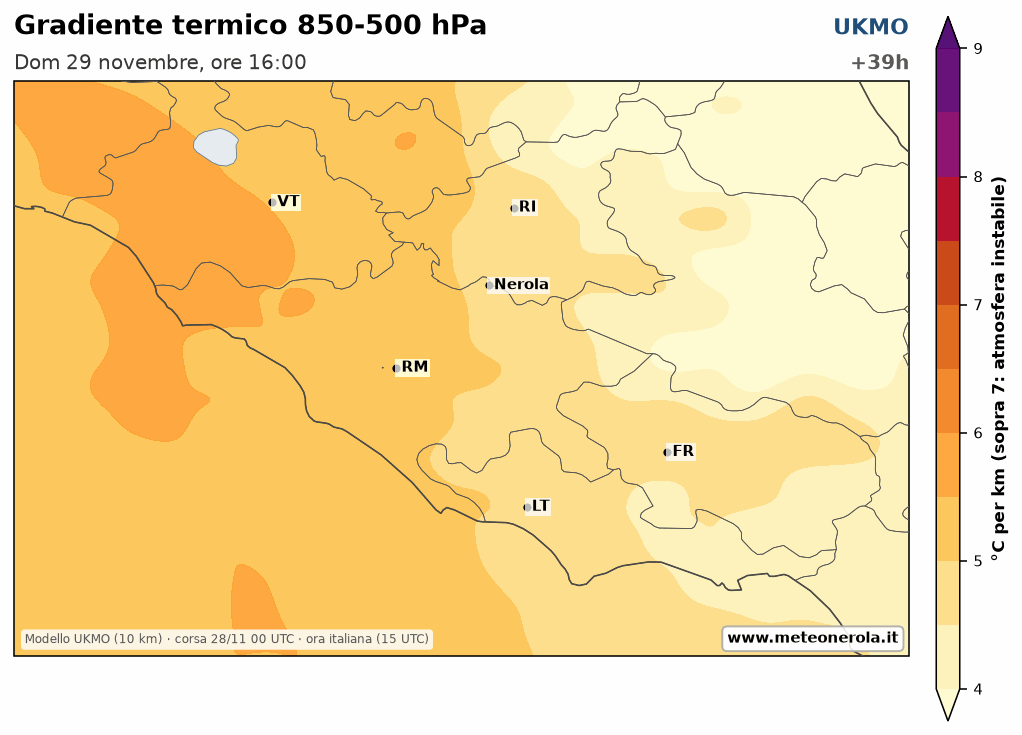 Gradiente termico 850-500 hPa
UKMO
Dom 29 novembre, ore 16:00
+39h
9
8
7
6
5
4
°C per km (sopra 7: atmosfera instabile)
VT
RI
Nerola
RM
FR
LT
Modello UKMO (10 km) · corsa 28/11 00 UTC · ora italiana (15 UTC)
www.meteonerola.it